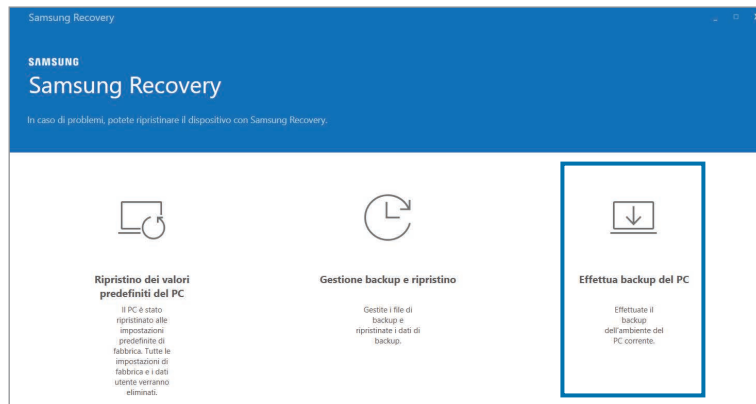 Samsung Recovery
SAMSUNG
Samsung Recovery
In caso di problemi, potete ripristinare il dispositivo con Samsung Recovery.
Ripristino dei valori
predefiniti del PC
Il PC è stato
ripristinato alle
impostazioni
predefinite di
fabbrica. Tutte le
impostazioni di
fabbrica e i dati
utente verranno
eliminati.
Gestione backup e ripristino
Gestite i file di
backup e
ripristinate i dati di
backup.
Effettua backup del PC
Effettuate il
backup
dell'ambiente del
PC corrente.